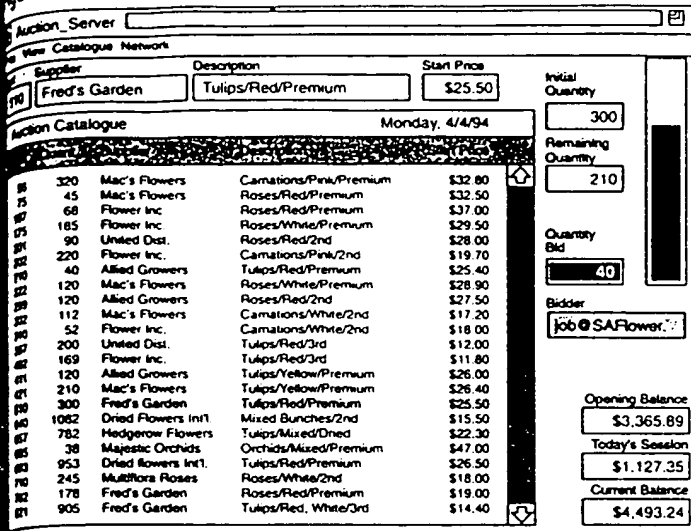 Auction_Server
View Catalogue Network
Supplier Description Start Price
Fred's Garden Tulips/Red/Premium $25.50
Auction Catalogue Monday, 4/4/94
320 Mac's Flowers Carnations/Pink/Premium $32.80
45 Mac's Flowers Roses/Red/Premium $32.50
68 Flower Inc. Roses/Red/Premium $37.00
185 Flower Inc. Roses/White/Premium $29.50
90 United Dist. Roses/Red/2nd $28.00
220 Flower Inc. Carnations/Pink/2nd $19.70
40 Allied Growers Tulips/Red/Premium $25.40
120 Mac's Flowers Roses/White/Premium $28.90
120 Allied Growers Roses/Red/2nd $27.50
112 Mac's Flowers Carnations/White/2nd $17.20
52 Flower Inc. Carnations/White/2nd $18.00
200 United Dist. Tulips/Red/3rd $12.00
169 Flower Inc. Tulips/Red/3rd $11.80
120 Allied Growers Tulips/Yellow/Premium $26.00
210 Mac's Flowers Tulips/Yellow/Premium $26.40
300 Fred's Garden Tulips/Red/Premium $25.50
1082 Dried Flowers Int'l. Mixed Bunches/2nd $15.50
782 Hedgerow Flowers Tulips/Mixed/Dried $22.30
38 Majestic Orchids Orchids/Mixed/Premium $47.00
953 Dried flowers Int'l. Tulips/Red/Premium $26.50
245 Multiflora Roses Roses/White/2nd $18.00
178 Fred's Garden Roses/Red/Premium $19.00
905 Fred's Garden Tulips/Red, White/3rd $14.40
Initial
Quantity
300
Remaining
Quantity
210
Quantity
Bid
40
Bidder
job@SAFlower.
Opening Balance
$3,365.89
Today's Session
$1.127.35
Current Balance
$4,493.24